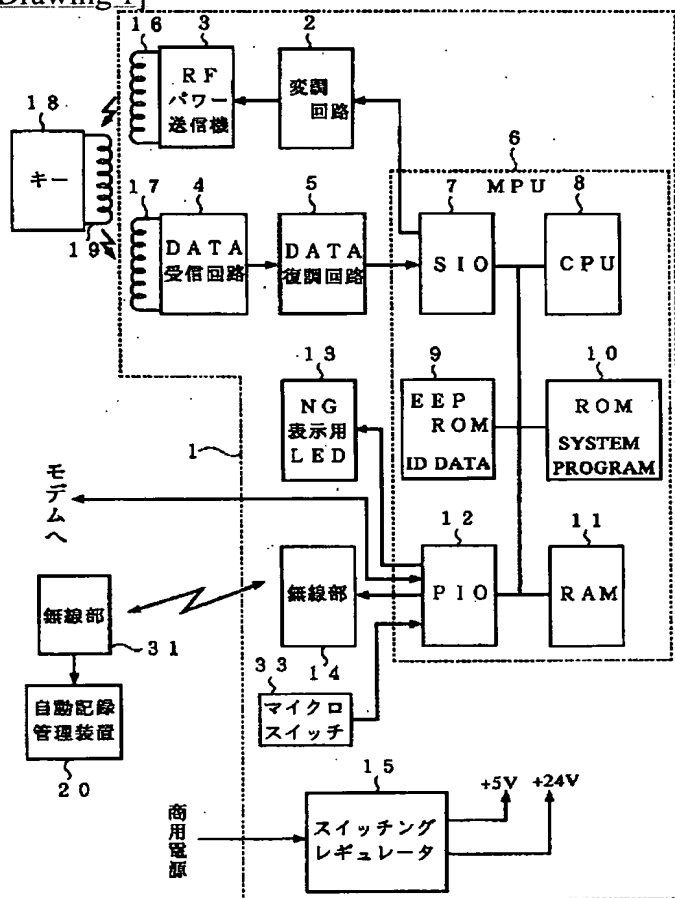 Drawing 1]
16
3
2
RF
パワー
送信機
変調
回路
18
キー
19
17
4
5
DATA
受信回路
DATA
復調回路
6
MPU
7
8
SIO
CPU
9
10
EEP
ROM
ID DATA
ROM
SYSTEM
PROGRAM
13
NG
表示用
LED
1
モデムへ
12
11
PIO
RAM
無線部
31
無線部
14
自動記録
管理装置
20
33
マイクロ
スイッチ
15
+5V
+24V
商用電源
スイッチング
レギュレータ